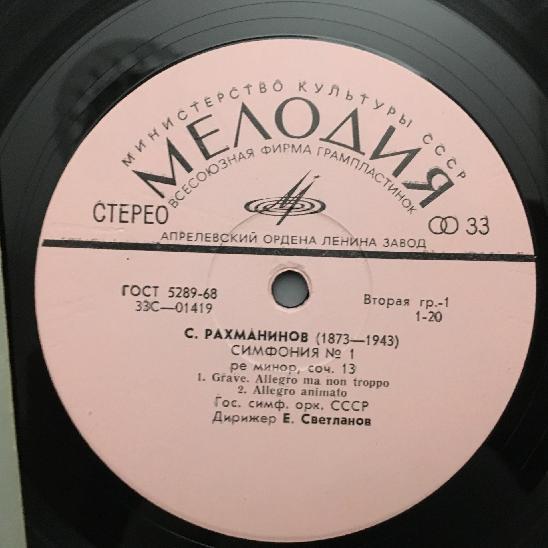 МИНИСТЕРСТВО КУЛЬТУРЫ СССР
МЕЛОДИЯ
ВСЕСОЮЗНАЯ ФИРМА ГРАМПЛАСТИНОК
СТЕРЕО
33
АПРЕЛЕВСКИЙ ОРДЕНА ЛЕНИНА ЗАВОД
ГОСТ 5289-68
33С—01419
Вторая гр.-1
1-20
С. РАХМАНИНОВ (1873—1943)
СИМФОНИЯ № 1
ре минор, соч. 13
1. Grave. Allegro ma non troppo
2. Allegro animato
Гос. симф. орк. СССР
Дирижер Е. Светланов